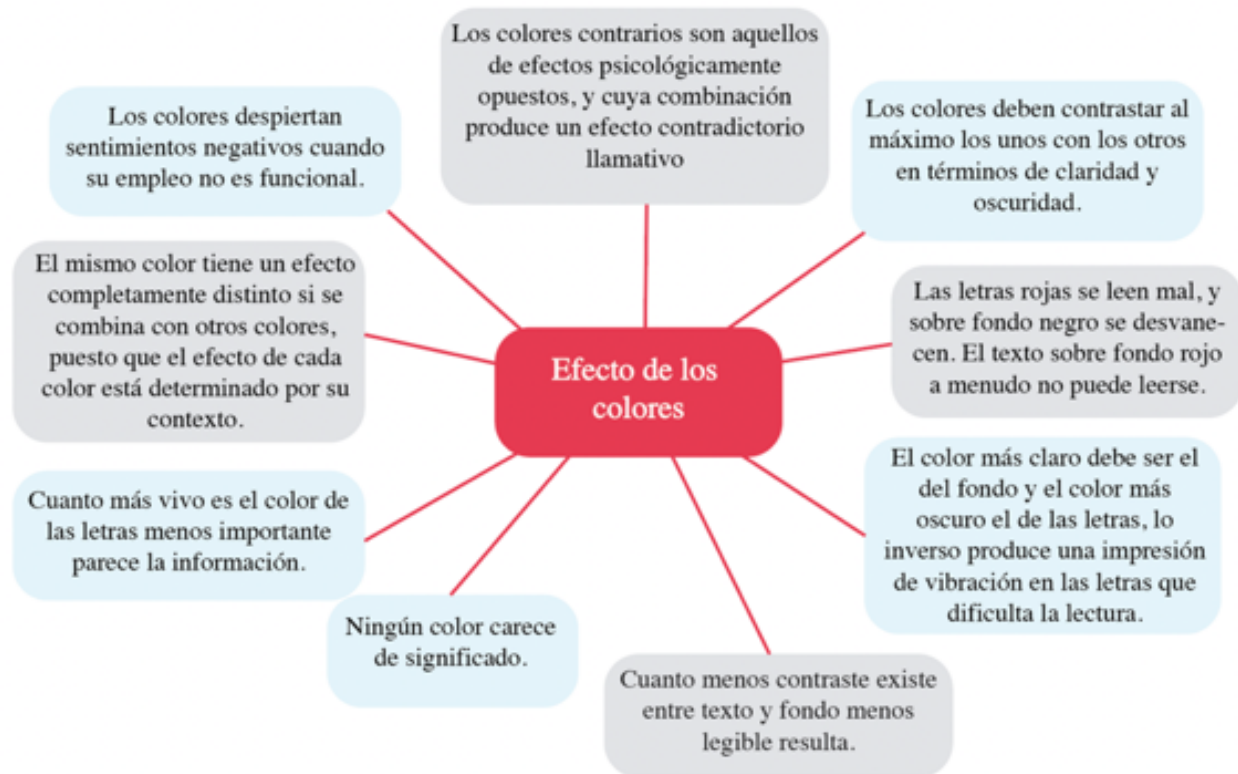 Los colores contrarios son aquellos
de efectos psicológicamente
opuestos, y cuya combinación
produce un efecto contradictorio
llamativo
Los colores despiertan
sentimientos negativos cuando
su empleo no es funcional.
Los colores deben contrastar al
máximo los unos con los otros
en términos de claridad y
oscuridad.
El mismo color tiene un efecto
completamente distinto si se
combina con otros colores,
puesto que el efecto de cada
color está determinado por su
contexto.
Las letras rojas se leen mal, y
sobre fondo negro se desvane-
cen. El texto sobre fondo rojo
a menudo no puede leerse.
Efecto de los
colores
Cuanto más vivo es el color de
las letras menos importante
parece la información.
El color más claro debe ser el
del fondo y el color más
oscuro el de las letras, lo
inverso produce una impresión
de vibración en las letras que
dificulta la lectura.
Ningún color carece
de significado.
Cuanto menos contraste existe
entre texto y fondo menos
legible resulta.